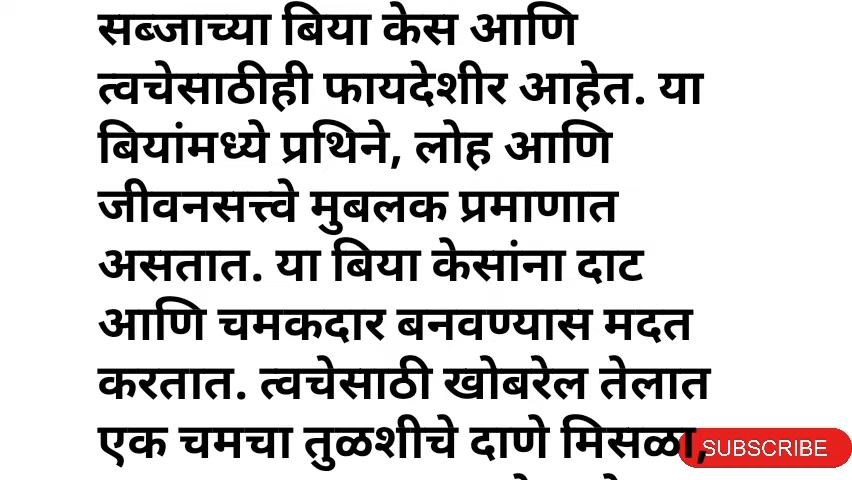 सब्जाच्या बिया केस आणि
त्वचेसाठीही फायदेशीर आहेत. या
बियांमध्ये प्रथिने, लोह आणि
जीवनसत्त्वे मुबलक प्रमाणात
असतात. या बिया केसांना दाट
आणि चमकदार बनवण्यास मदत
करतात. त्वचेसाठी खोबरेल तेलात
एक चमचा तुळशीचे दाणे मिसळा,
SUBSCRIBE